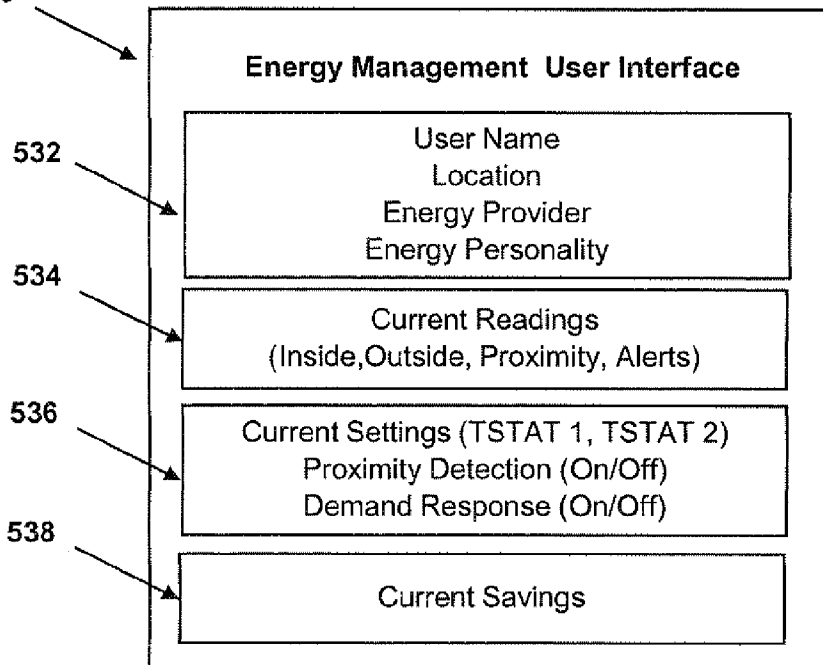 Energy Management User Interface
532
User Name
Location
Energy Provider
Energy Personality
534
Current Readings
(Inside,Outside, Proximity, Alerts)
536
Current Settings (TSTAT 1, TSTAT 2)
Proximity Detection (On/Off)
Demand Response (On/Off)
538
Current Savings